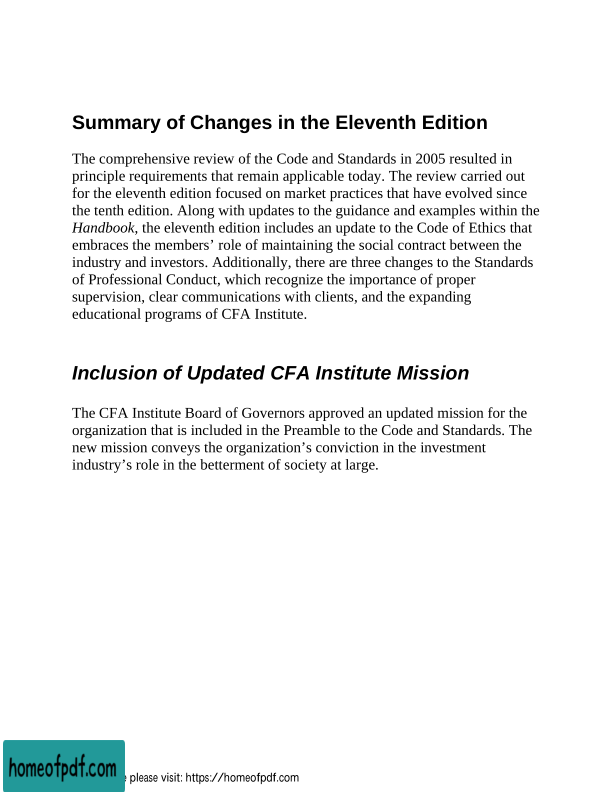 Summary of Changes in the Eleventh Edition
The comprehensive review of the Code and Standards in 2005 resulted in
principle requirements that remain applicable today. The review carried out
for the eleventh edition focused on market practices that have evolved since
the tenth edition. Along with updates to the guidance and examples within the
Handbook, the eleventh edition includes an update to the Code of Ethics that
embraces the members’ role of maintaining the social contract between the
industry and investors. Additionally, there are three changes to the Standards
of Professional Conduct, which recognize the importance of proper
supervision, clear communications with clients, and the expanding
educational programs of CFA Institute.
Inclusion of Updated CFA Institute Mission
The CFA Institute Board of Governors approved an updated mission for the
organization that is included in the Preamble to the Code and Standards. The
new mission conveys the organization’s conviction in the investment
industry’s role in the betterment of society at large.
homeofpdf.com
please visit: https://homeofpdf.com